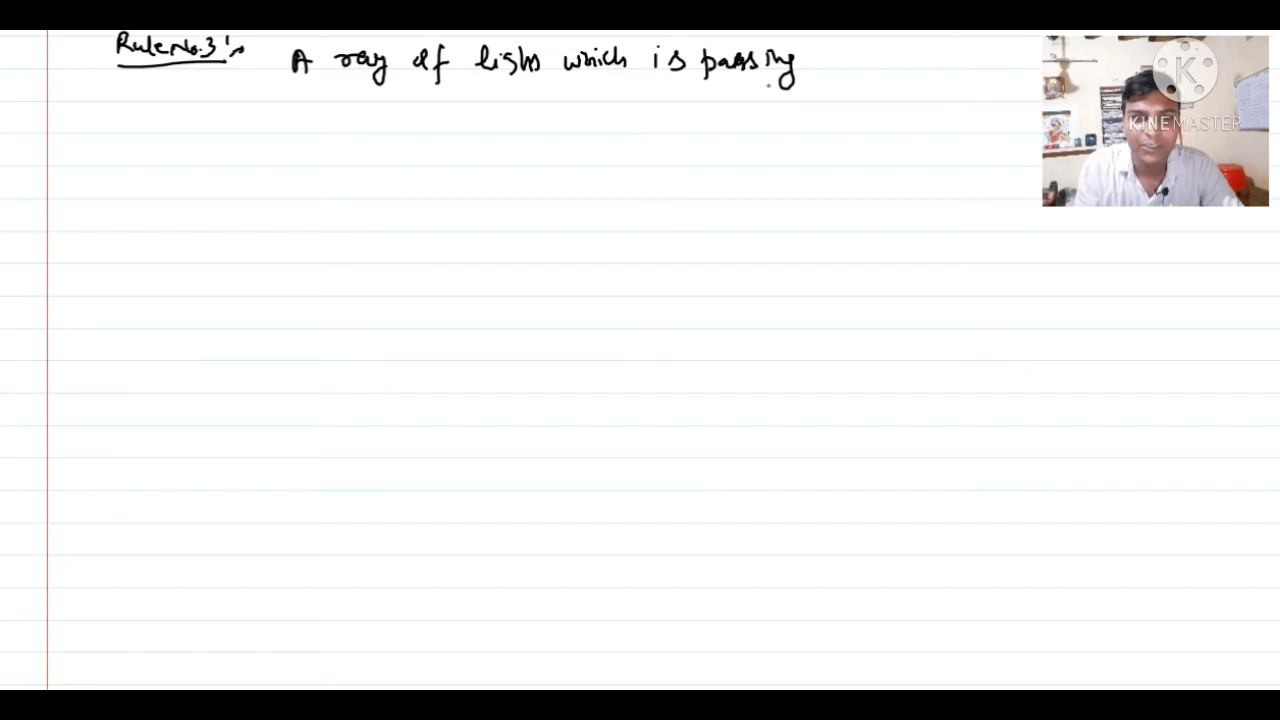 Rule No. 3 :- A ray of light which is passing
K
KINEMASTER